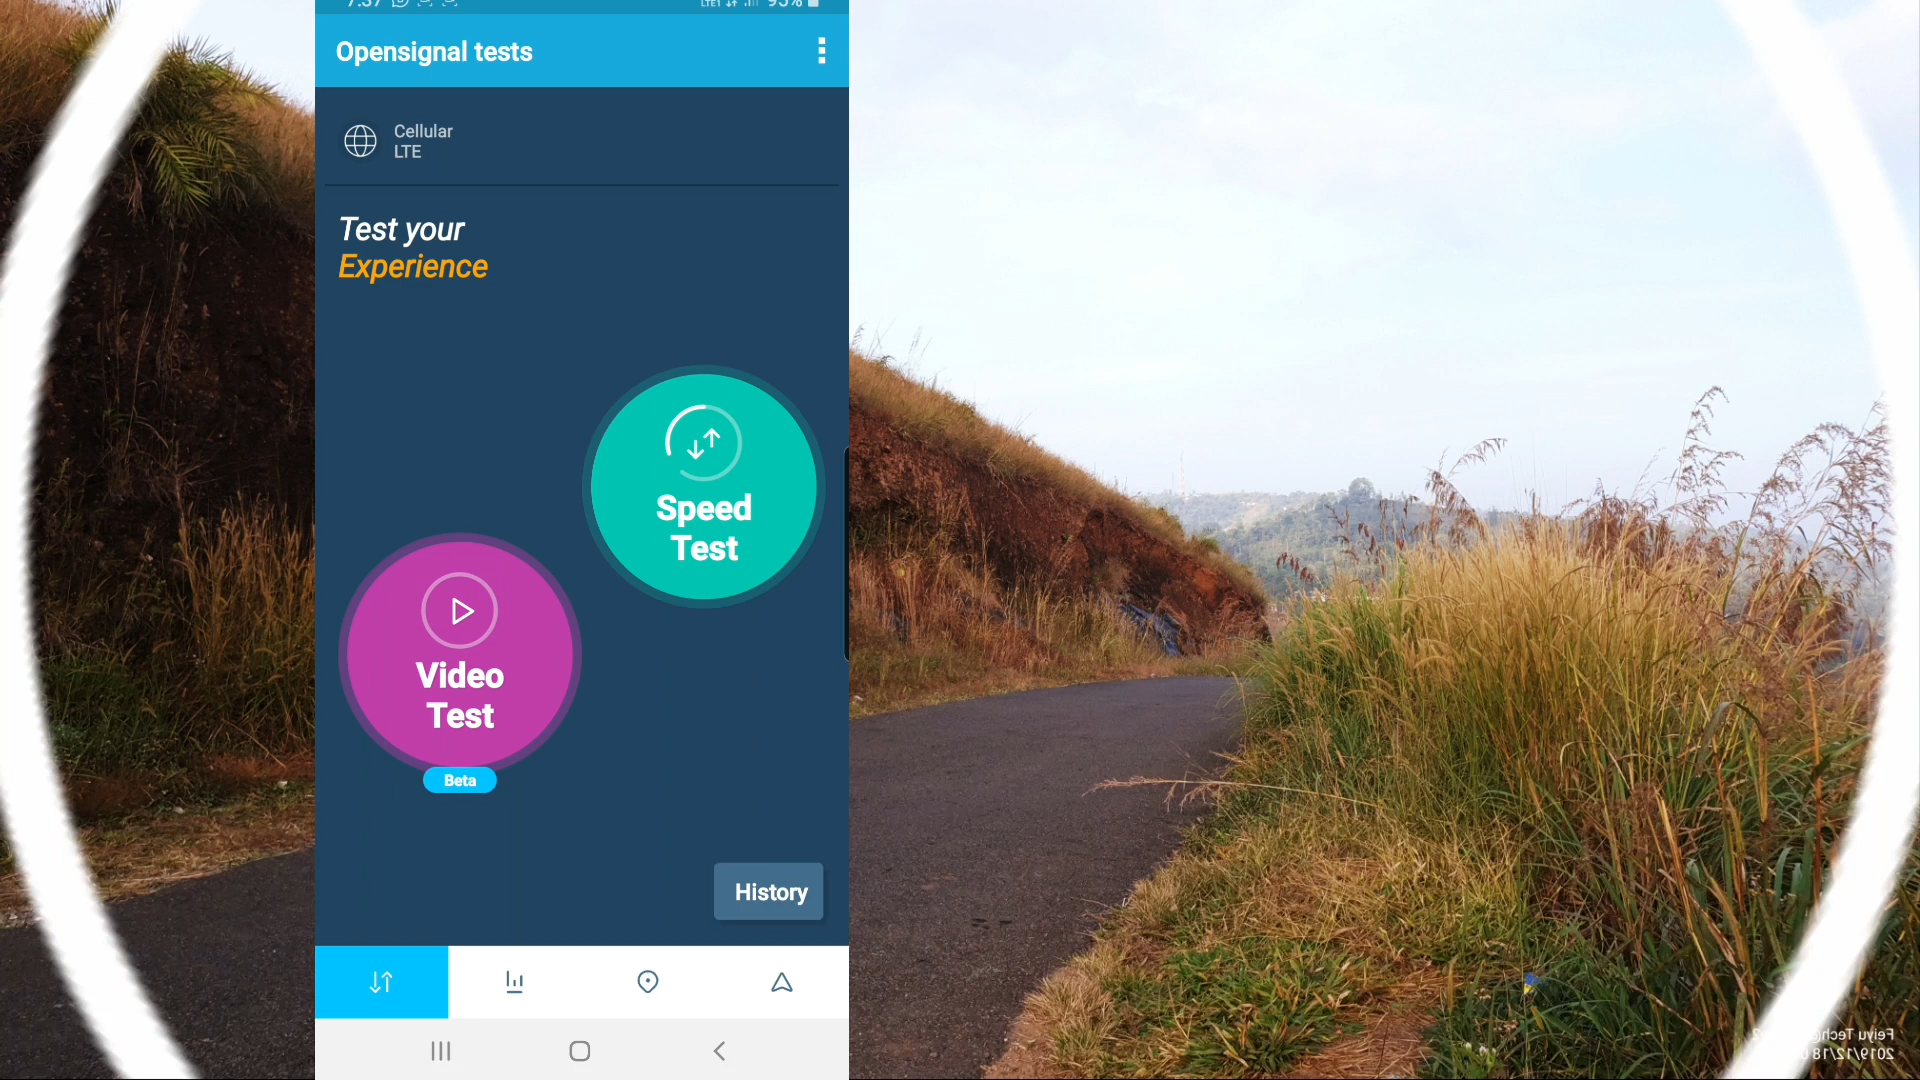 Opensignal tests
Cellular
LTE
Test your
Experience
Speed
Test
Video
Test
Beta
History